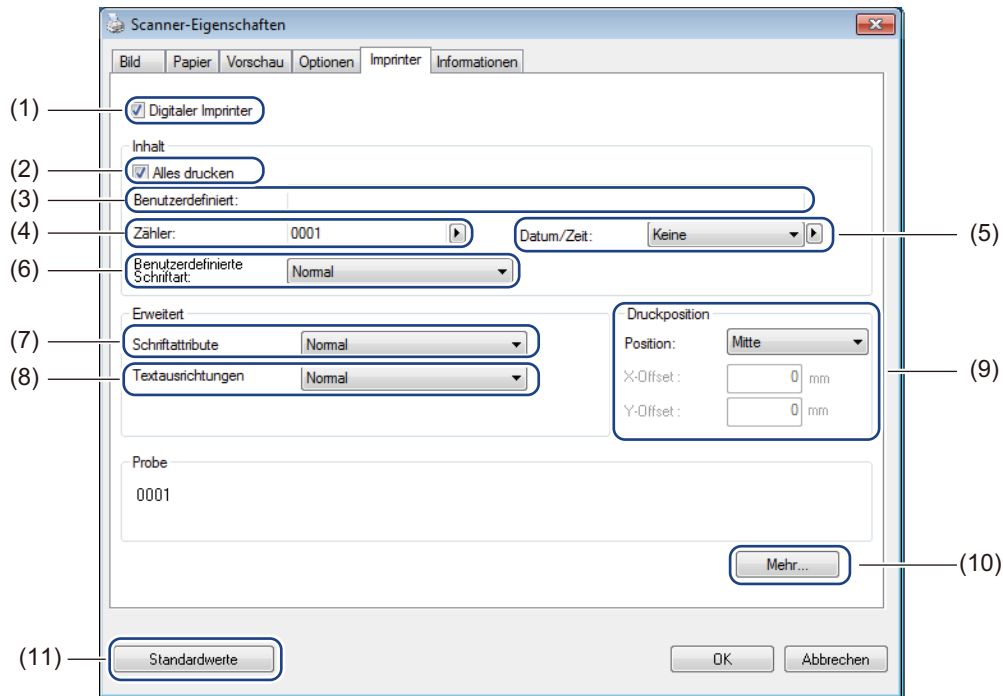 Scanner-Eigenschaften
Bild Papier Vorschau Optionen Imprinter Informationen
(1) Digitaler Imprinter
Inhalt
(2) Alles drucken
(3) Benutzerdefiniert:
(4) Zähler: 0001 Datum/Zeit: Keine (5)
(6) Benutzerdefinierte
Schriftart: Normal
Erweitert Druckposition
(7) Schriftattribute Normal Position: Mitte
(8) Textausrichtungen Normal X-Offset : 0 mm (9)
Y-Offset : 0 mm
Probe
0001
Mehr... (10)
(11) Standardwerte OK Abbrechen